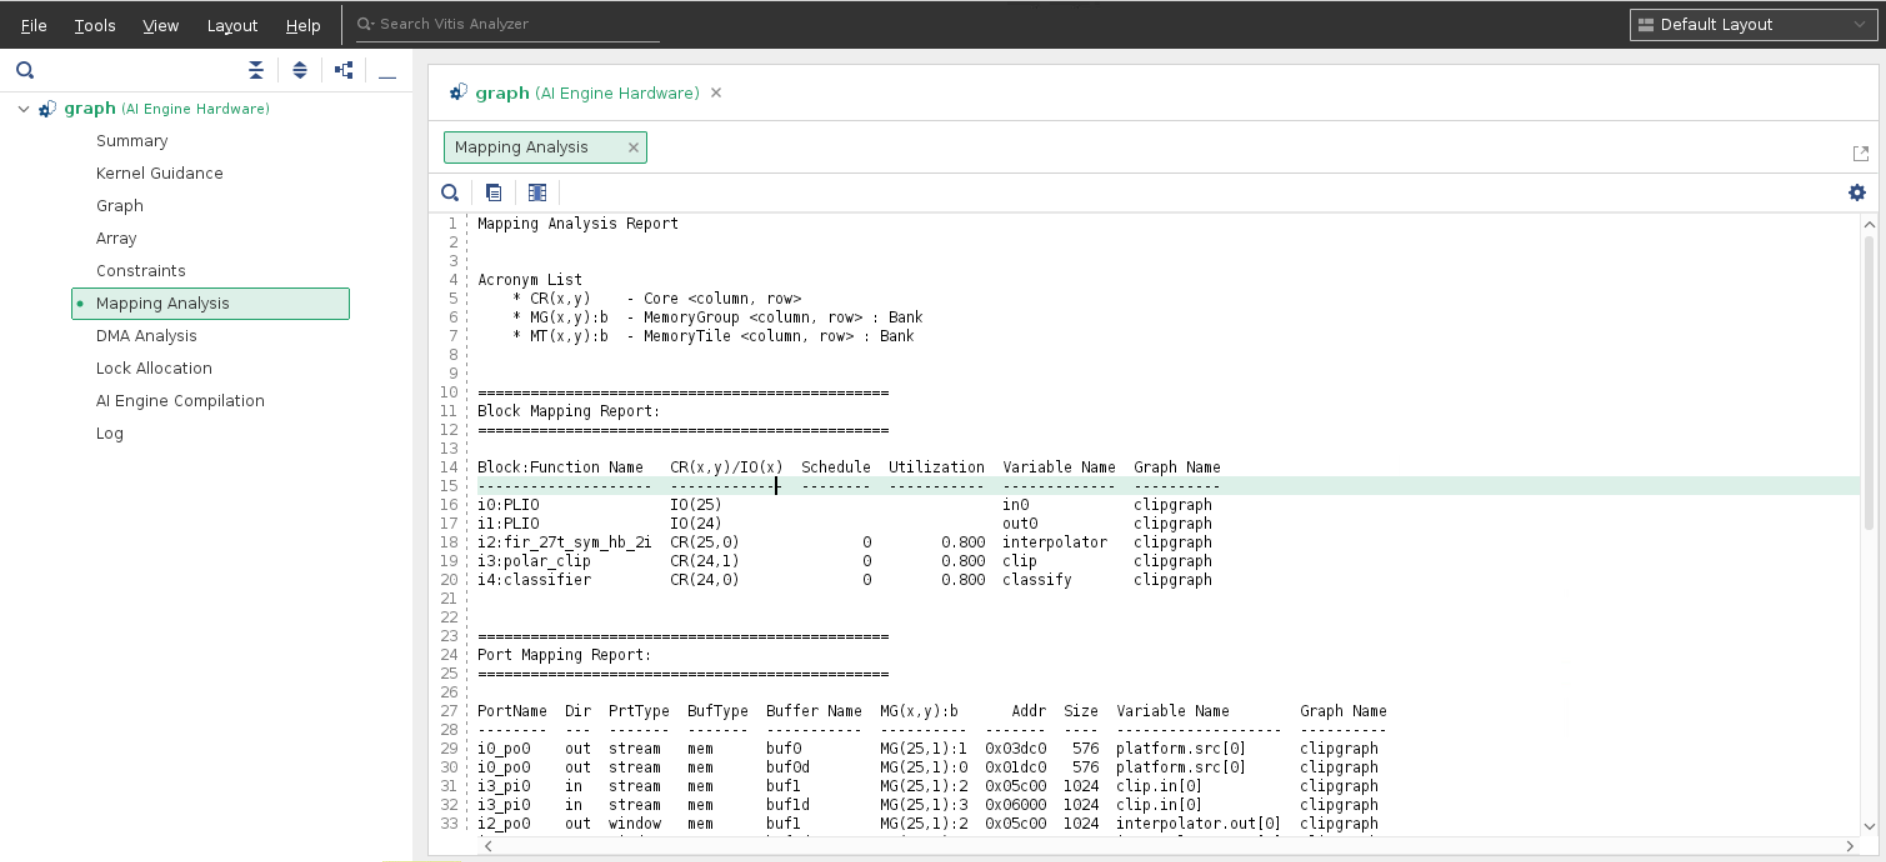 File Tools View Layout Help Search Vitis Analyzer Default Layout
graph (AI Engine Hardware)
Summary
Kernel Guidance
Graph
Array
Constraints
Mapping Analysis
DMA Analysis
Lock Allocation
AI Engine Compilation
Log
graph (AI Engine Hardware)
Mapping Analysis
1 Mapping Analysis Report
2
3
4 Acronym List
5 * CR(x,y) - Core <column, row>
6 * MG(x,y):b - MemoryGroup <column, row> : Bank
7 * MT(x,y):b - MemoryTile <column, row> : Bank
8
9
10 ===============================================
11 Block Mapping Report:
12 ===============================================
13
14 Block:Function Name CR(x,y)/IO(x) Schedule Utilization Variable Name Graph Name
15 -------------------- ------------- -------- ----------- ------------- ----------
16 i0:PLIO IO(25) in0 clipgraph
17 i1:PLIO IO(24) out0 clipgraph
18 i2:fir_27t_sym_hb_2i CR(25,0) 0 0.800 interpolator clipgraph
19 i3:polar_clip CR(24,1) 0 0.800 clip clipgraph
20 i4:classifier CR(24,0) 0 0.800 classify clipgraph
21
22
23 ===============================================
24 Port Mapping Report:
25 ===============================================
26
27 PortName Dir PrtType BufType Buffer Name MG(x,y):b Addr Size Variable Name Graph Name
28 -------- --- ------- ------- ----------- ---------- ------- ---- ------------------- ----------
29 i0_po0 out stream mem buf0 MG(25,1):1 0x03dc0 576 platform.src[0] clipgraph
30 i0_po0 out stream mem buf0d MG(25,1):0 0x01dc0 576 platform.src[0] clipgraph
31 i3_pi0 in stream mem buf1 MG(25,1):2 0x05c00 1024 clip.in[0] clipgraph
32 i3_pi0 in stream mem buf1d MG(25,1):3 0x06000 1024 clip.in[0] clipgraph
33 i2_po0 out window mem buf1 MG(25,1):2 0x05c00 1024 interpolator.out[0] clipgraph